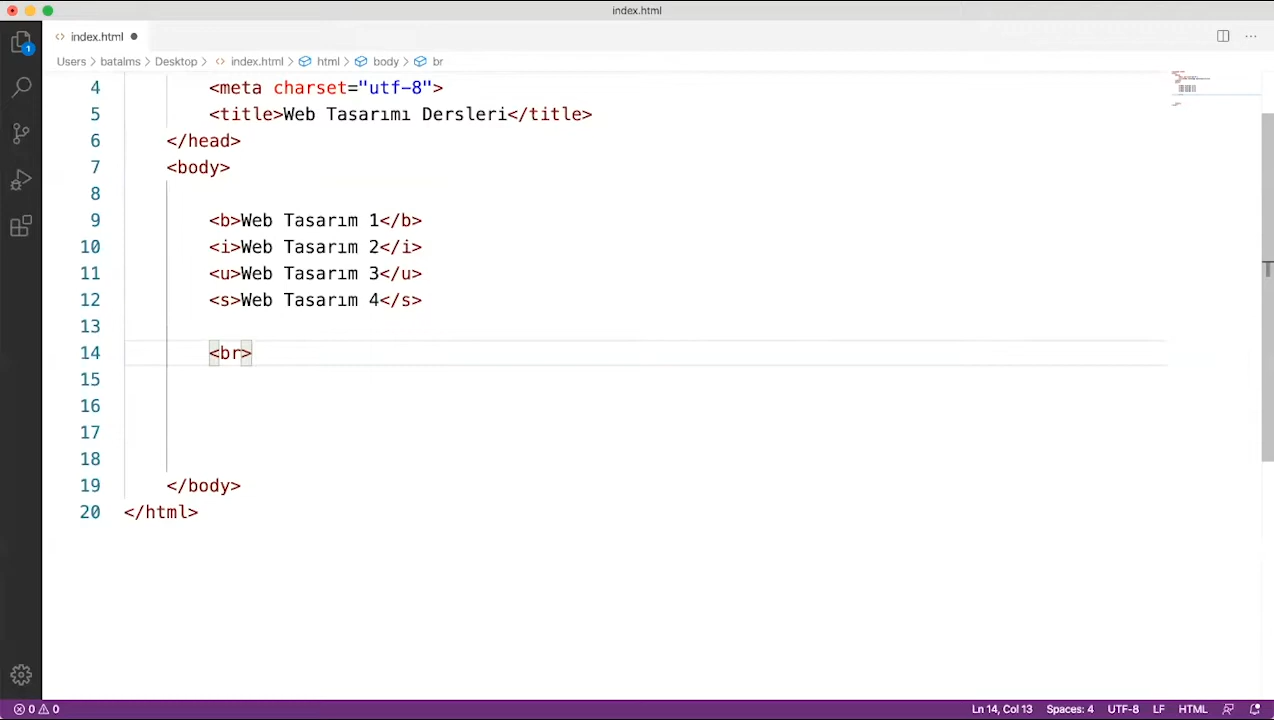 index.html
index.html
Users > batalms > Desktop > index.html > html > body > br
4 <meta charset="utf-8">
5 <title>Web Tasarımı Dersleri</title>
6 </head>
7 <body>
8
9 <b>Web Tasarım 1</b>
10 <i>Web Tasarım 2</i>
11 <u>Web Tasarım 3</u>
12 <s>Web Tasarım 4</s>
13
14 <br>
15
16
17
18
19 </body>
20 </html>
1
0 0
Ln 14, Col 13 Spaces: 4 UTF-8 LF HTML